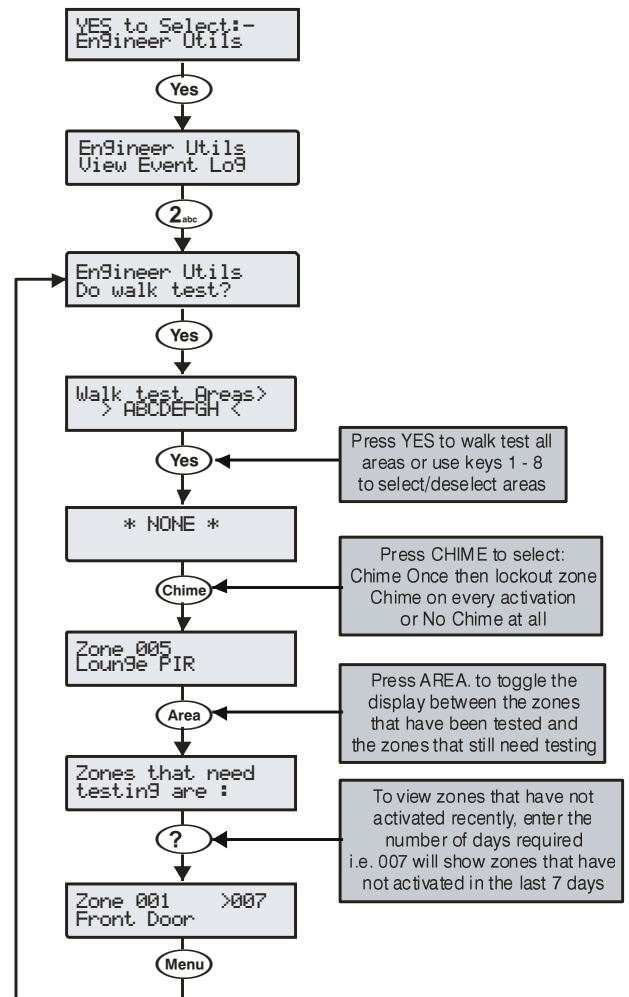 YES to Select:-
Engineer Utils
Yes
Engineer Utils
View Event Log
2abc
Engineer Utils
Do walk test?
Yes
Walk test Areas>
> ABCDEFGH <
Yes
Press YES to walk test all
areas or use keys 1 - 8
to select/deselect areas
* NONE *
Chime
Press CHIME to select:
Chime Once then lockout zone
Chime on every activation
or No Chime at all
Zone 005
Lounge PIR
Area
Press AREA. to toggle the
display between the zones
that have been tested and
the zones that still need testing
Zones that need
testing are :
?
To view zones that have not
activated recently, enter the
number of days required
i.e. 007 will show zones that have
not activated in the last 7 days
Zone 001 >007
Front Door
Menu